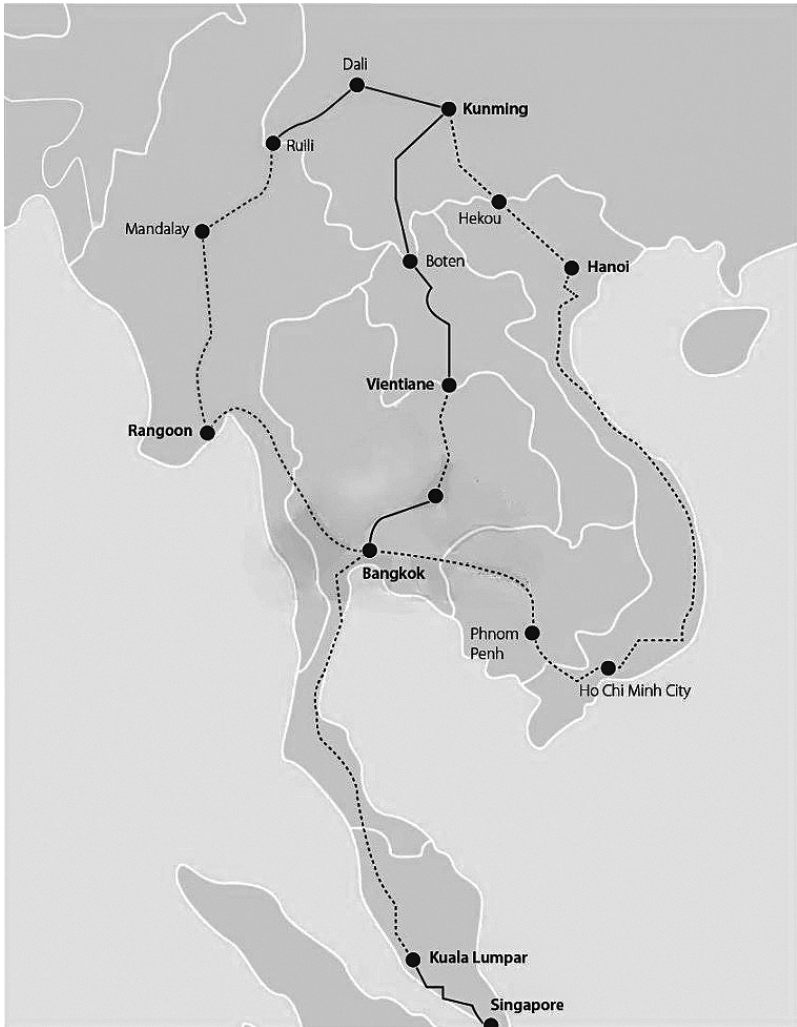 Dali
Kunming
Ruili
Hekou
Mandalay
Boten
Hanoi
Vientiane
Rangoon
Bangkok
Phnom
Penh
Ho Chi Minh City
Kuala Lumpar
Singapore